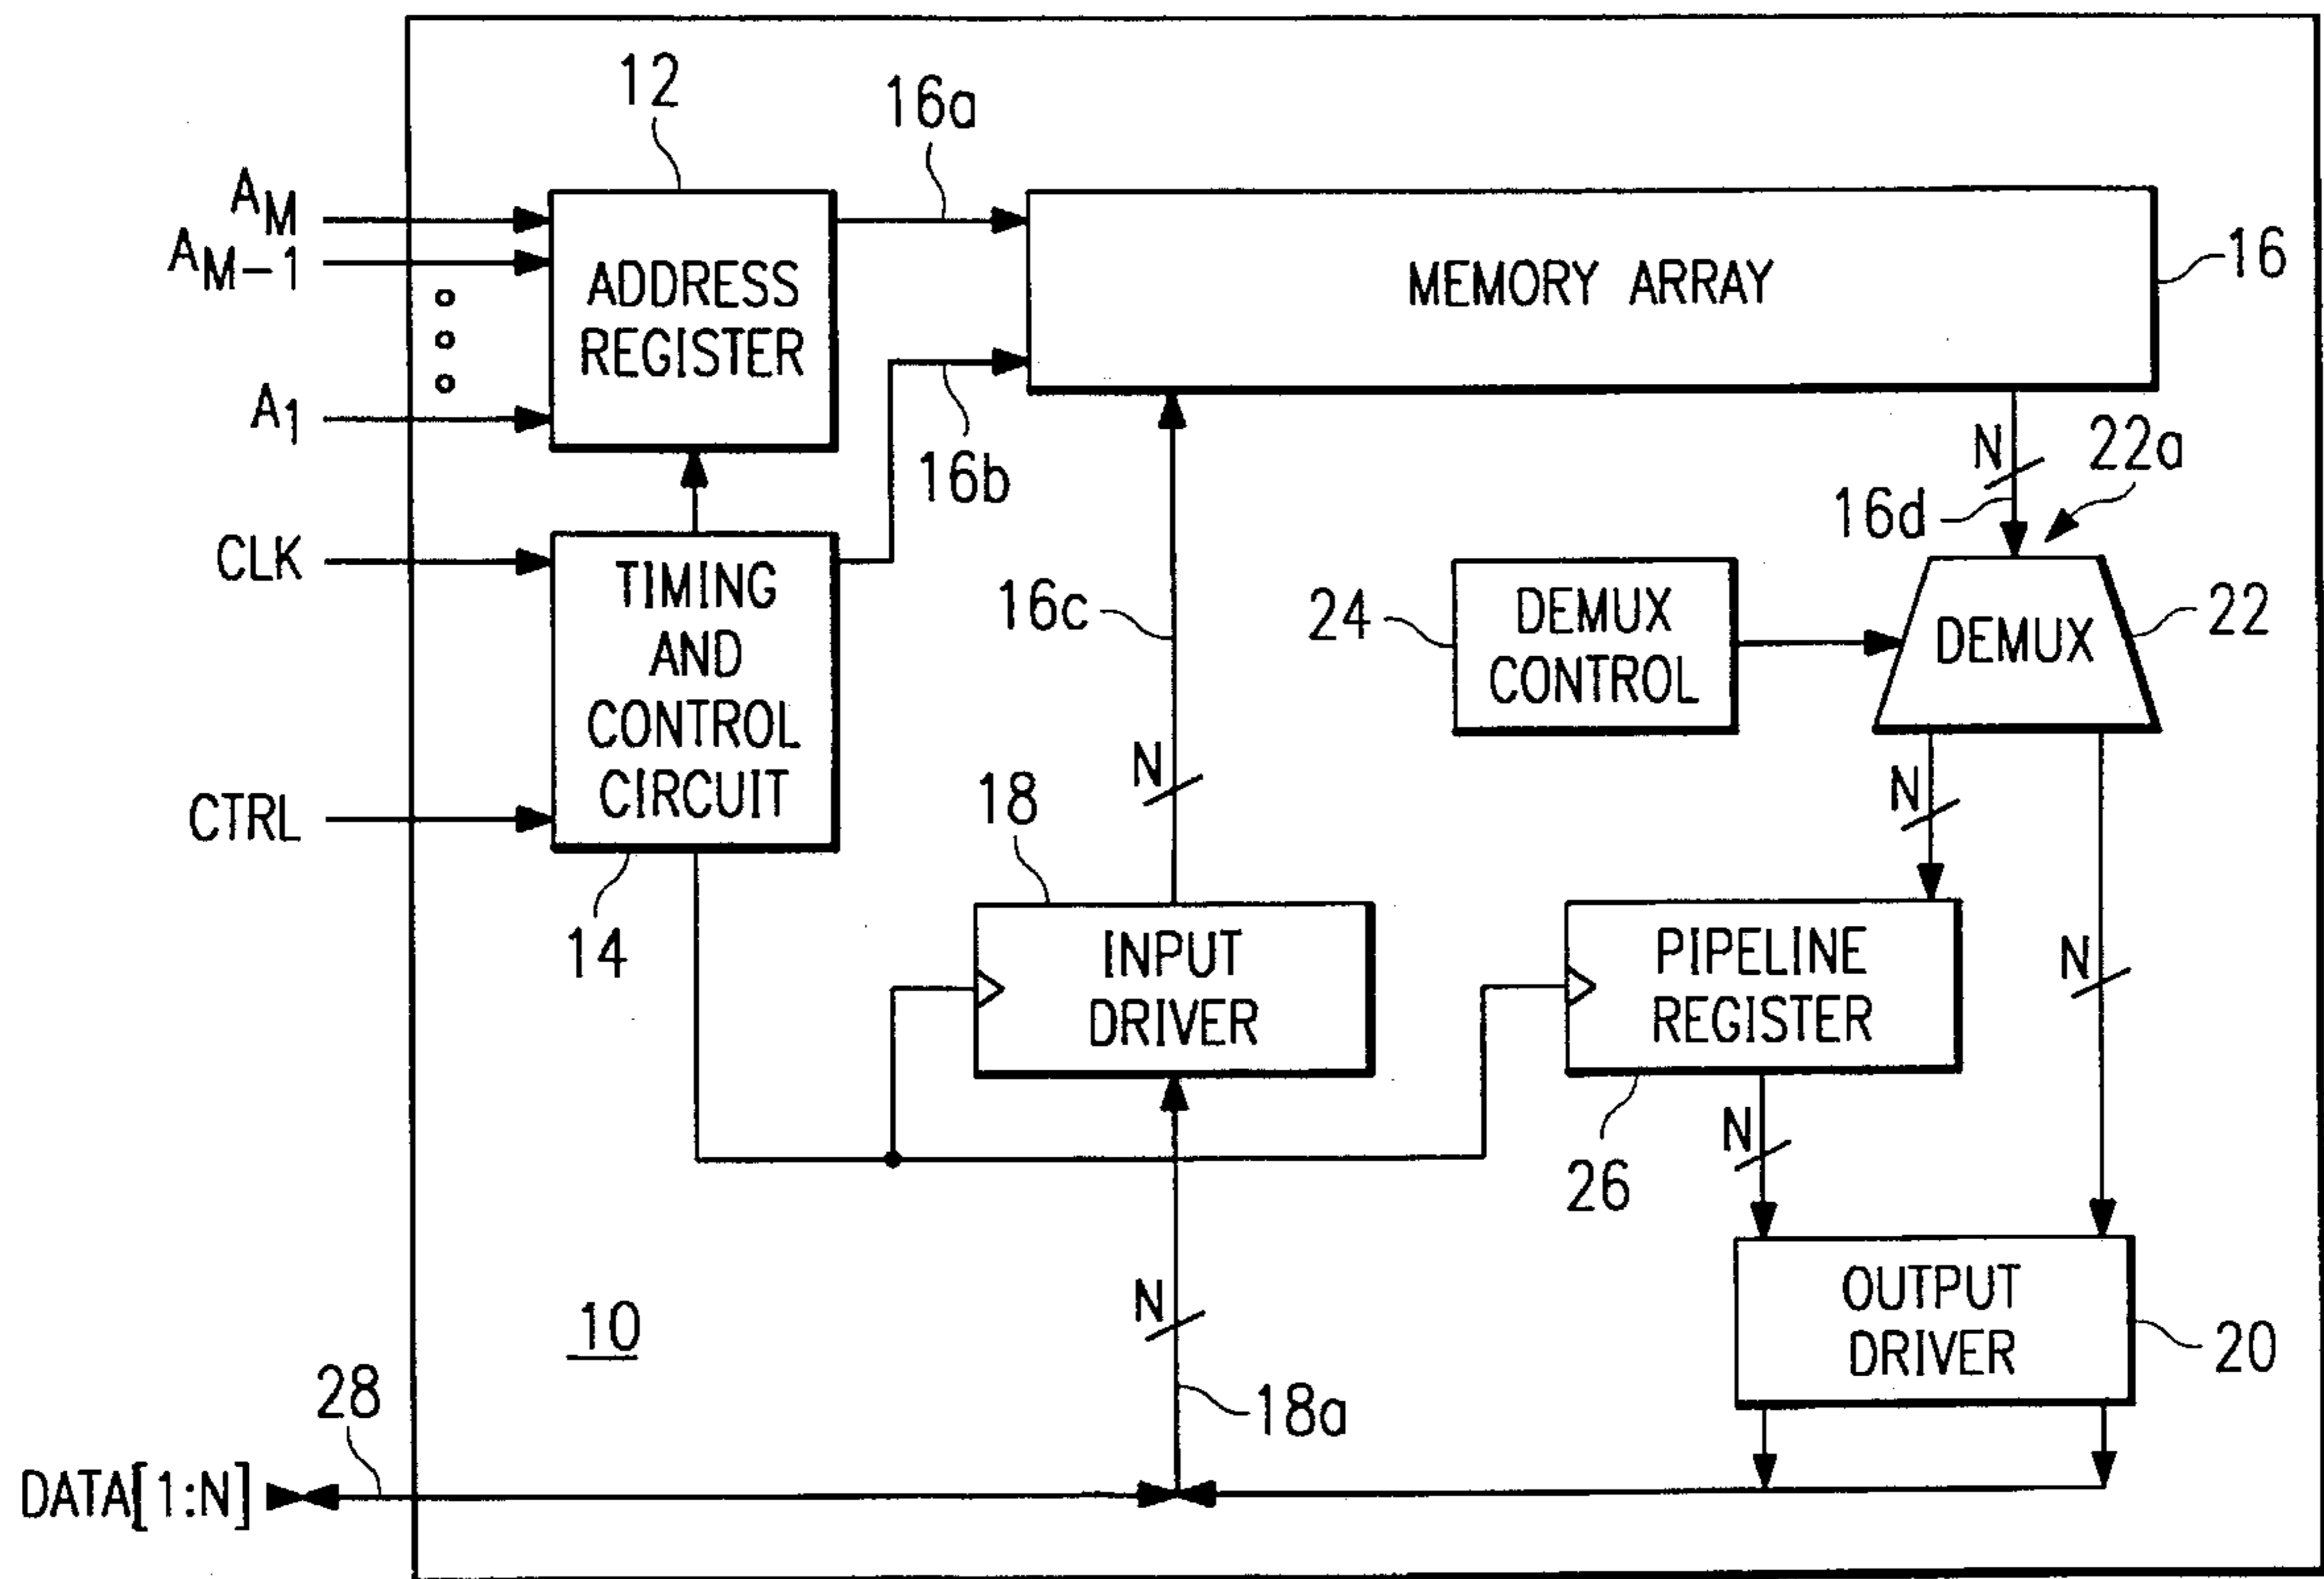 12
16a
A_M
A_M-1
A_1
ADDRESS
REGISTER
MEMORY ARRAY
16
16b
N
22a
16d
CLK
TIMING
AND
CONTROL
CIRCUIT
CTRL
14
16c
N
24
DEMUX
CONTROL
DEMUX
22
N
N
18
INPUT
DRIVER
PIPELINE
REGISTER
26
N
N
18a
OUTPUT
DRIVER
20
10
28
DATA[1:N]